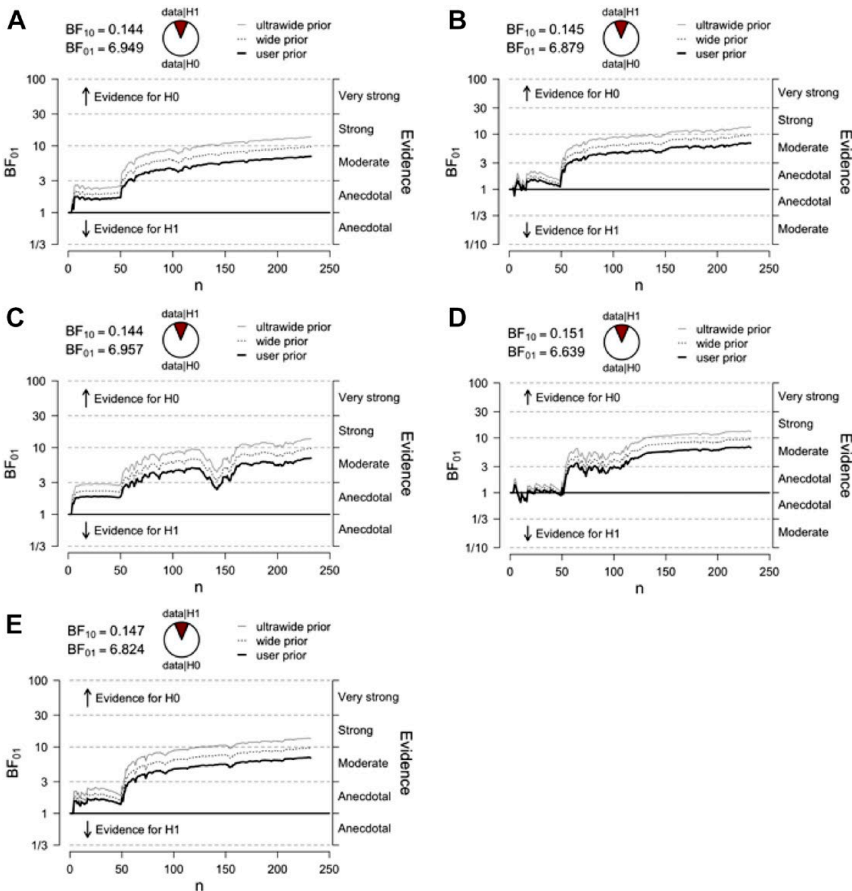 A
BF10 = 0.144
BF01 = 6.949
data|H1
data|H0
ultrawide prior
wide prior
user prior
100
30
10
3
1
1/3
BF01
↑ Evidence for H0
↓ Evidence for H1
Very strong
Strong
Moderate
Anecdotal
Anecdotal
Evidence
0 50 100 150 200 250
n
B
BF10 = 0.145
BF01 = 6.879
data|H1
data|H0
ultrawide prior
wide prior
user prior
100
30
10
3
1
1/3
1/10
BF01
↑ Evidence for H0
↓ Evidence for H1
Very strong
Strong
Moderate
Anecdotal
Anecdotal
Moderate
Evidence
0 50 100 150 200 250
n
C
BF10 = 0.144
BF01 = 6.957
data|H1
data|H0
ultrawide prior
wide prior
user prior
100
30
10
3
1
1/3
BF01
↑ Evidence for H0
↓ Evidence for H1
Very strong
Strong
Moderate
Anecdotal
Anecdotal
Evidence
0 50 100 150 200 250
n
D
BF10 = 0.151
BF01 = 6.639
data|H1
data|H0
ultrawide prior
wide prior
user prior
100
30
10
3
1
1/3
1/10
BF01
↑ Evidence for H0
↓ Evidence for H1
Very strong
Strong
Moderate
Anecdotal
Anecdotal
Moderate
Evidence
0 50 100 150 200 250
n
E
BF10 = 0.147
BF01 = 6.824
data|H1
data|H0
ultrawide prior
wide prior
user prior
100
30
10
3
1
1/3
BF01
↑ Evidence for H0
↓ Evidence for H1
Very strong
Strong
Moderate
Anecdotal
Anecdotal
Evidence
0 50 100 150 200 250
n